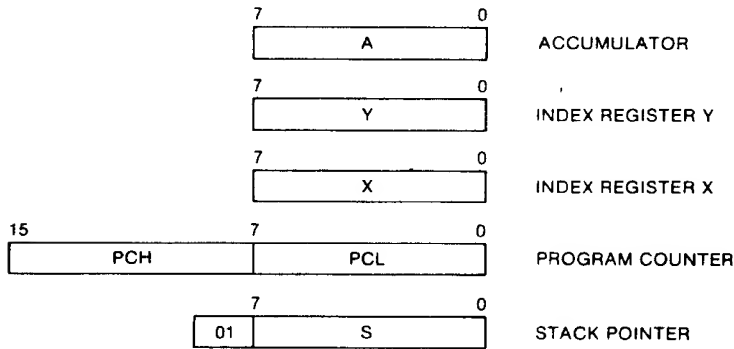 7 0
A ACCUMULATOR
7 0
Y INDEX REGISTER Y
7 0
X INDEX REGISTER X
15 7 0
PCH PCL PROGRAM COUNTER
7 0
01 S STACK POINTER